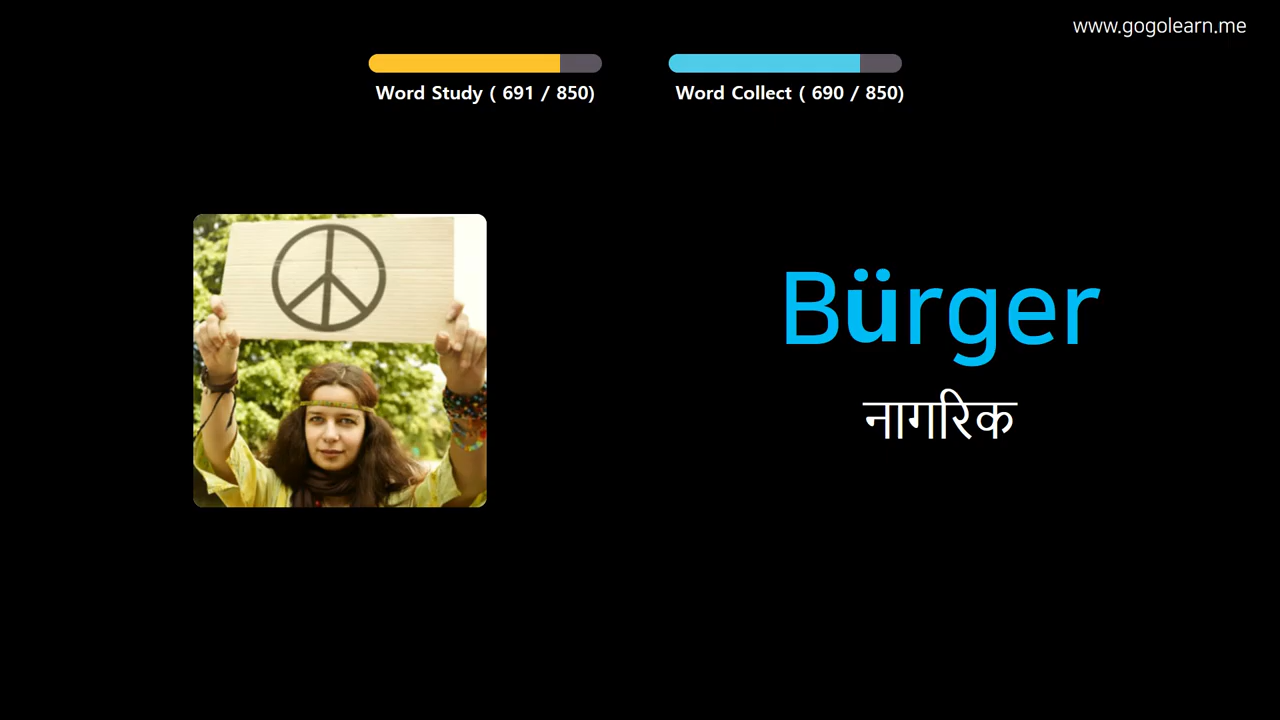 www.gogolearn.me
Word Study ( 691 / 850)
Word Collect ( 690 / 850)
Bürger
नागरिक